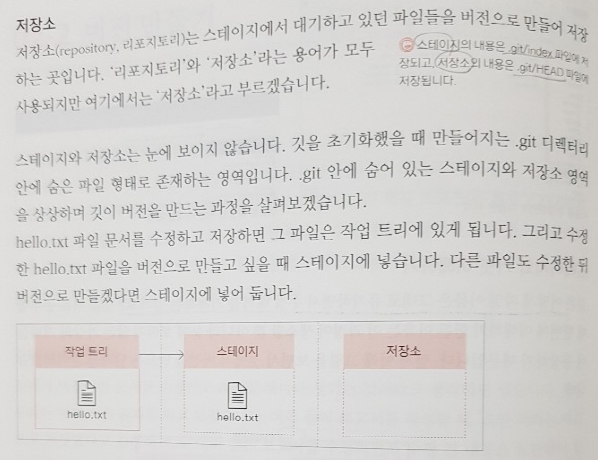 저장소
저장소(repository, 리포지토리)는 스테이지에서 대기하고 있던 파일들을 버전으로 만들어 저장
하는 곳입니다. ‘리포지토리’와 ‘저장소’라는 용어가 모두
사용되지만 여기에서는 ‘저장소’라고 부르겠습니다.
스테이지의 내용은 .git/index 파일에 저
장되고, 저장소의 내용은 .git/HEAD 파일에
저장됩니다.
스테이지와 저장소는 눈에 보이지 않습니다. 깃을 초기화했을 때 만들어지는 .git 디렉터리
안에 숨은 파일 형태로 존재하는 영역입니다. .git 안에 숨어 있는 스테이지와 저장소 영역
을 상상하며 깃이 버전을 만드는 과정을 살펴보겠습니다.
hello.txt 파일 문서를 수정하고 저장하면 그 파일은 작업 트리에 있게 됩니다. 그리고 수정
한 hello.txt 파일을 버전으로 만들고 싶을 때 스테이지에 넣습니다. 다른 파일도 수정한 뒤
버전으로 만들겠다면 스테이지에 넣어 둡니다.
작업 트리
스테이지
저장소
hello.txt
hello.txt